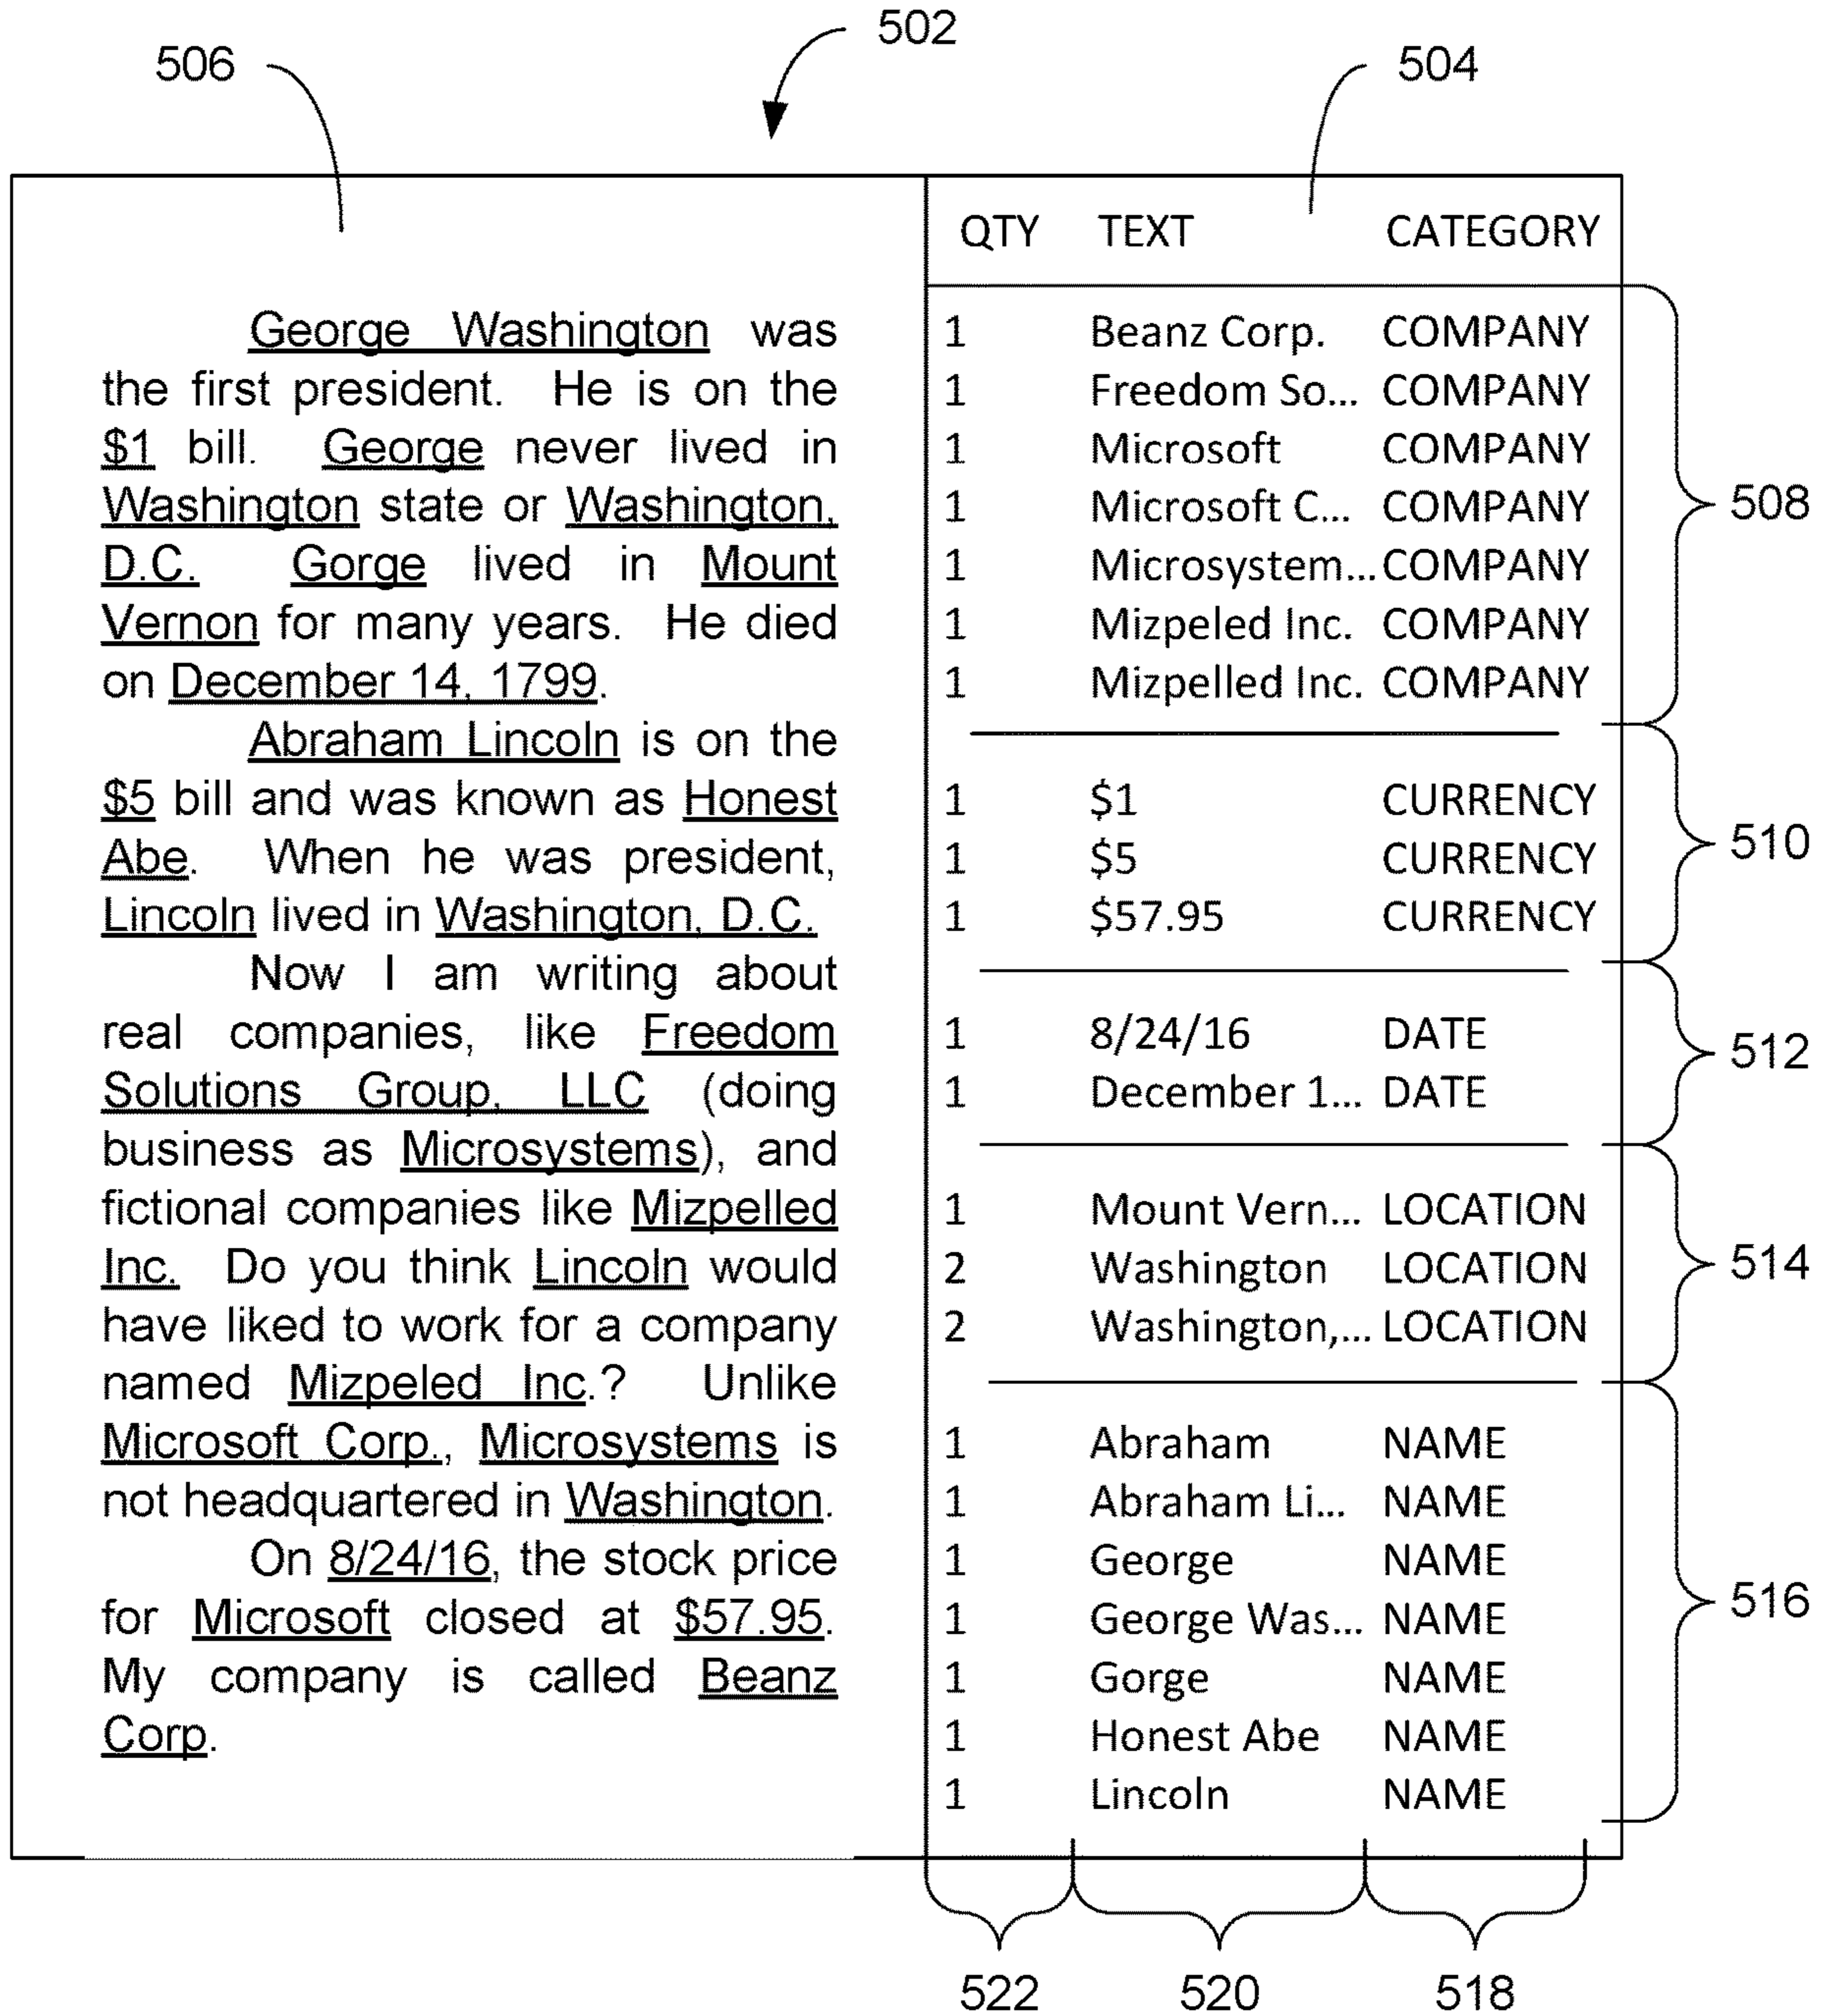 502
506
504
QTY TEXT CATEGORY
George Washington was
the first president. He is on the
$1 bill. George never lived in
Washington state or Washington,
D.C. Gorge lived in Mount
Vernon for many years. He died
on December 14, 1799.
Abraham Lincoln is on the
$5 bill and was known as Honest
Abe. When he was president,
Lincoln lived in Washington, D.C.
Now I am writing about
real companies, like Freedom
Solutions Group, LLC (doing
business as Microsystems), and
fictional companies like Mizpelled
Inc. Do you think Lincoln would
have liked to work for a company
named Mizpeled Inc.? Unlike
Microsoft Corp., Microsystems is
not headquartered in Washington.
On 8/24/16, the stock price
for Microsoft closed at $57.95.
My company is called Beanz
Corp.
1 Beanz Corp. COMPANY
1 Freedom So... COMPANY
1 Microsoft COMPANY
1 Microsoft C... COMPANY
1 Microsystem... COMPANY
1 Mizpeled Inc. COMPANY
1 Mizpelled Inc. COMPANY
508
1 $1 CURRENCY
1 $5 CURRENCY
1 $57.95 CURRENCY
510
1 8/24/16 DATE
1 December 1... DATE
512
1 Mount Vern... LOCATION
2 Washington LOCATION
2 Washington,... LOCATION
514
1 Abraham NAME
1 Abraham Li... NAME
1 George NAME
1 George Was... NAME
1 Gorge NAME
1 Honest Abe NAME
1 Lincoln NAME
516
522 520 518